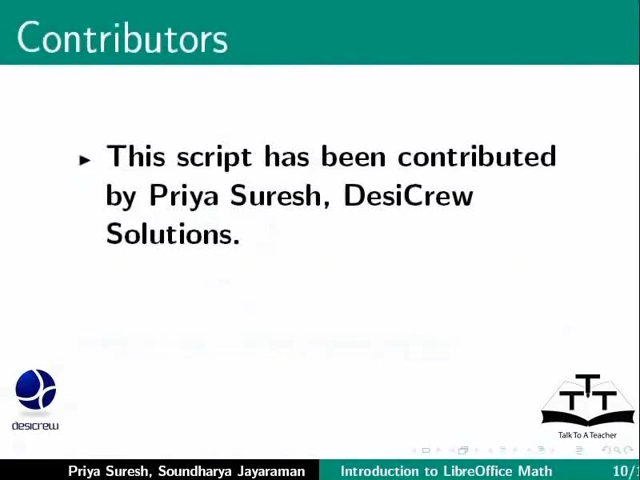 Contributors
This script has been contributed
by Priya Suresh, DesiCrew
Solutions.
desicrew
T T T
Talk To A Teacher
Priya Suresh, Soundharya Jayaraman
Introduction to LibreOffice Math
10/1